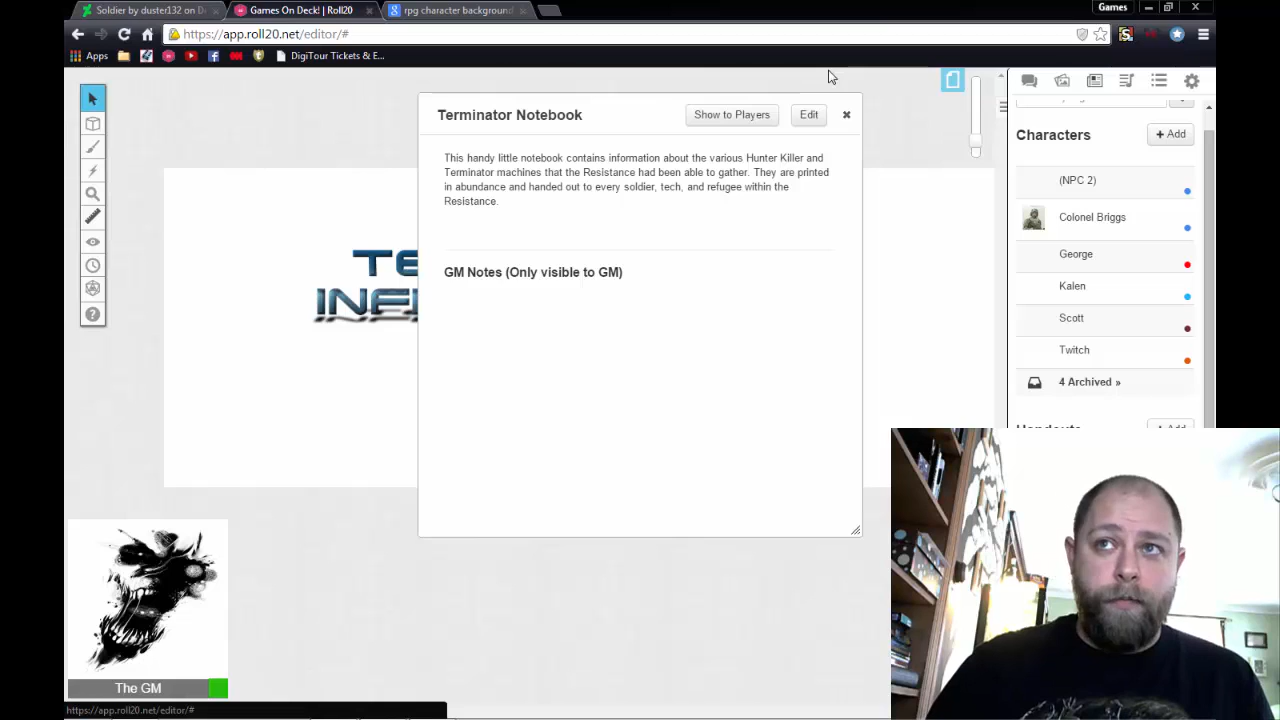 Soldier by duster132 on D
Games On Deck! | Roll20
rpg character background
Games
https://app.roll20.net/editor/#
Apps
DigiTour Tickets & E...
Terminator Notebook
Show to Players
Edit
This handy little notebook contains information about the various Hunter Killer and
Terminator machines that the Resistance had been able to gather. They are printed
in abundance and handed out to every soldier, tech, and refugee within the
Resistance.
GM Notes (Only visible to GM)
TE
INFI
Characters
+ Add
(NPC 2)
Colonel Briggs
George
Kalen
Scott
Twitch
4 Archived »
The GM
https://app.roll20.net/editor/#